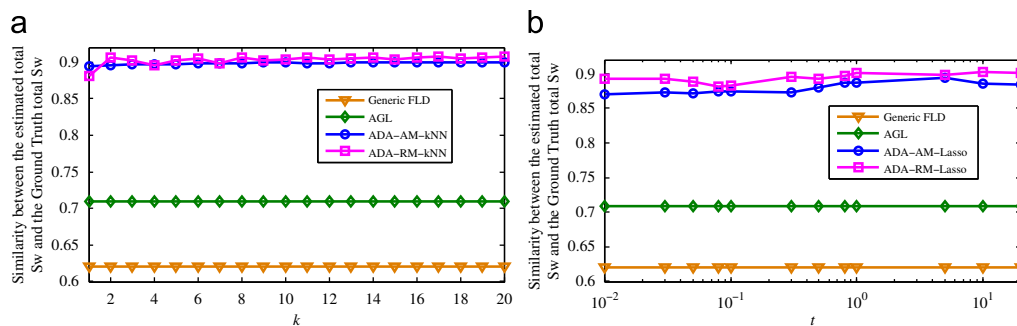 a
Similarity between the estimated total
Sw and the Ground Truth total Sw
0.9
0.85
0.8
0.75
0.7
0.65
0.6
2 4 6 8 10 12 14 16 18 20
k
Generic FLD
AGL
ADA−AM−kNN
ADA−RM−kNN
b
Similarity between the estimated total
Sw and the Ground Truth total Sw
0.9
0.85
0.8
0.75
0.7
0.65
0.6
10−2 10−1 100 101
t
Generic FLD
AGL
ADA−AM−Lasso
ADA−RM−Lasso